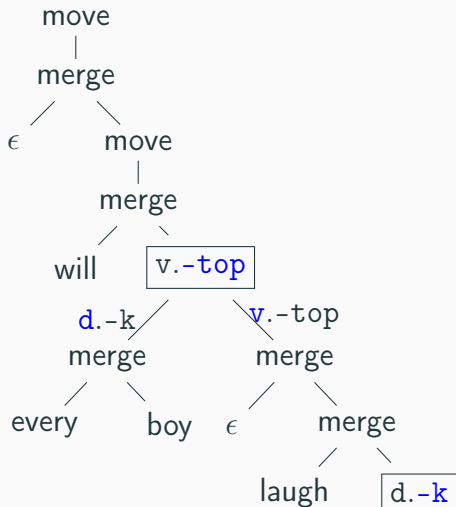 move
merge
ϵ move
merge
will v.-top
d.-k v.-top
merge merge
every boy ϵ merge
laugh d.-k